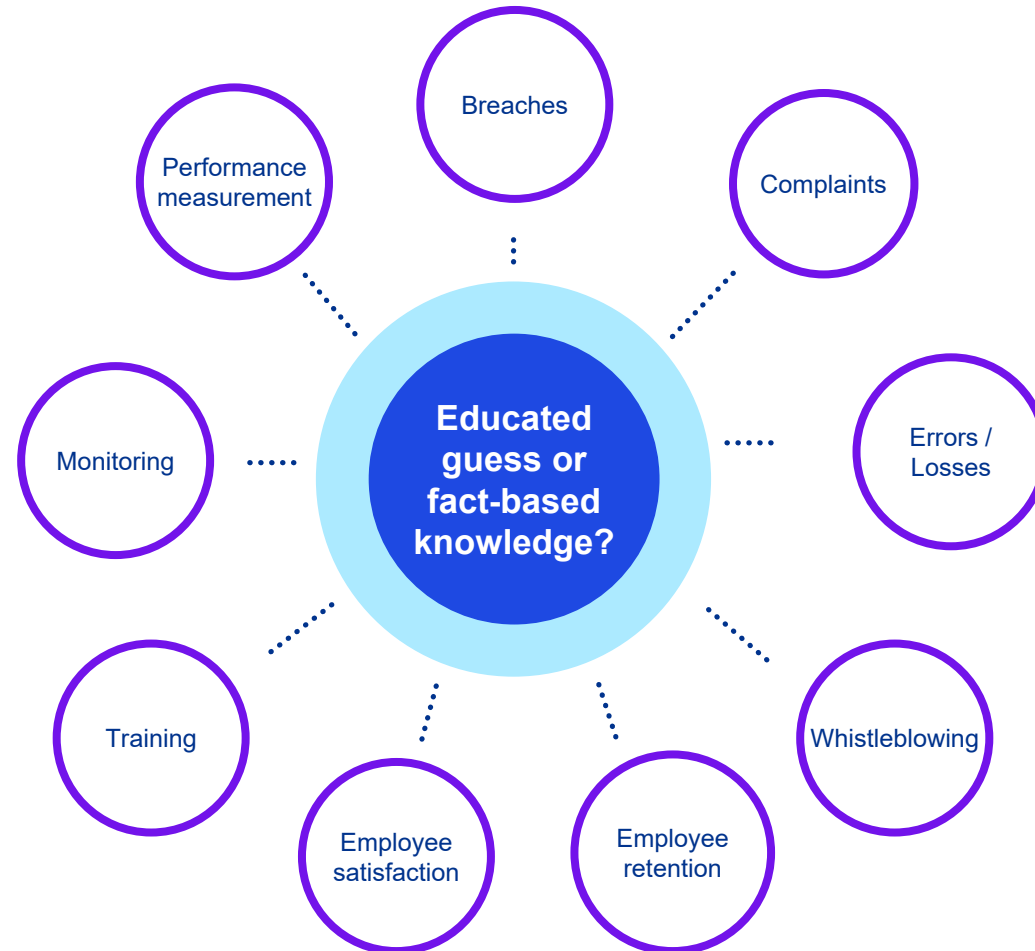 Breaches
Complaints
Errors /
Losses
Whistleblowing
Employee
retention
Employee
satisfaction
Training
Monitoring
Performance
measurement
Educated
guess or
fact-based
knowledge?